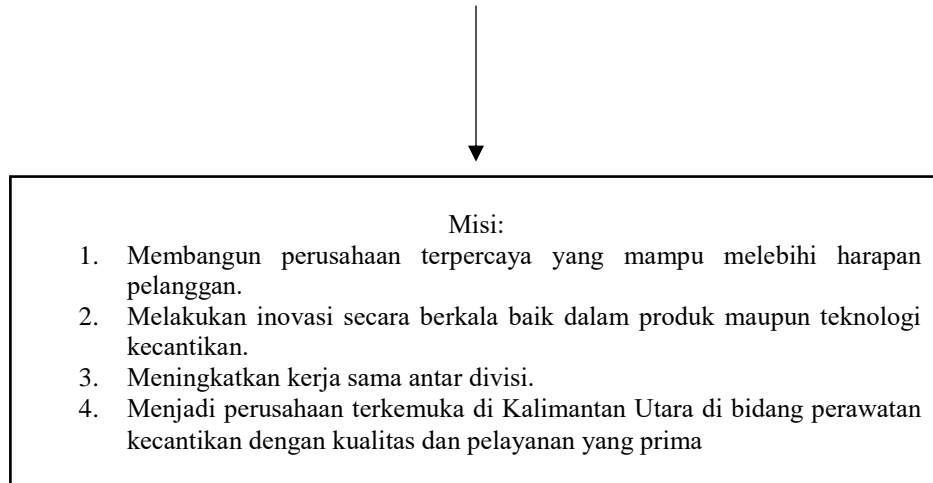 Misi:
1. Membangun perusahaan terpercaya yang mampu melebihi harapan
pelanggan.
2. Melakukan inovasi secara berkala baik dalam produk maupun teknologi
kecantikan.
3. Meningkatkan kerja sama antar divisi.
4. Menjadi perusahaan terkemuka di Kalimantan Utara di bidang perawatan
kecantikan dengan kualitas dan pelayanan yang prima